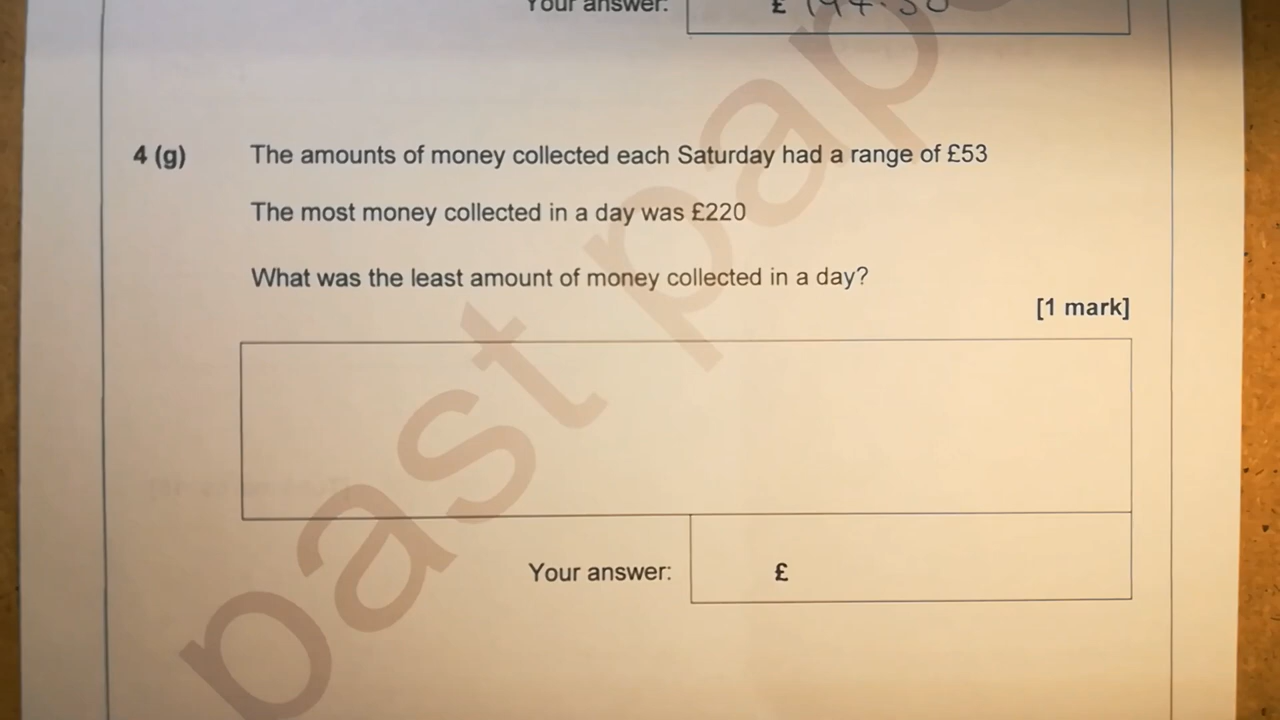 Your answer: £ 194.50
4 (g) The amounts of money collected each Saturday had a range of £53
The most money collected in a day was £220
What was the least amount of money collected in a day?
[1 mark]
past pap
Your answer: £